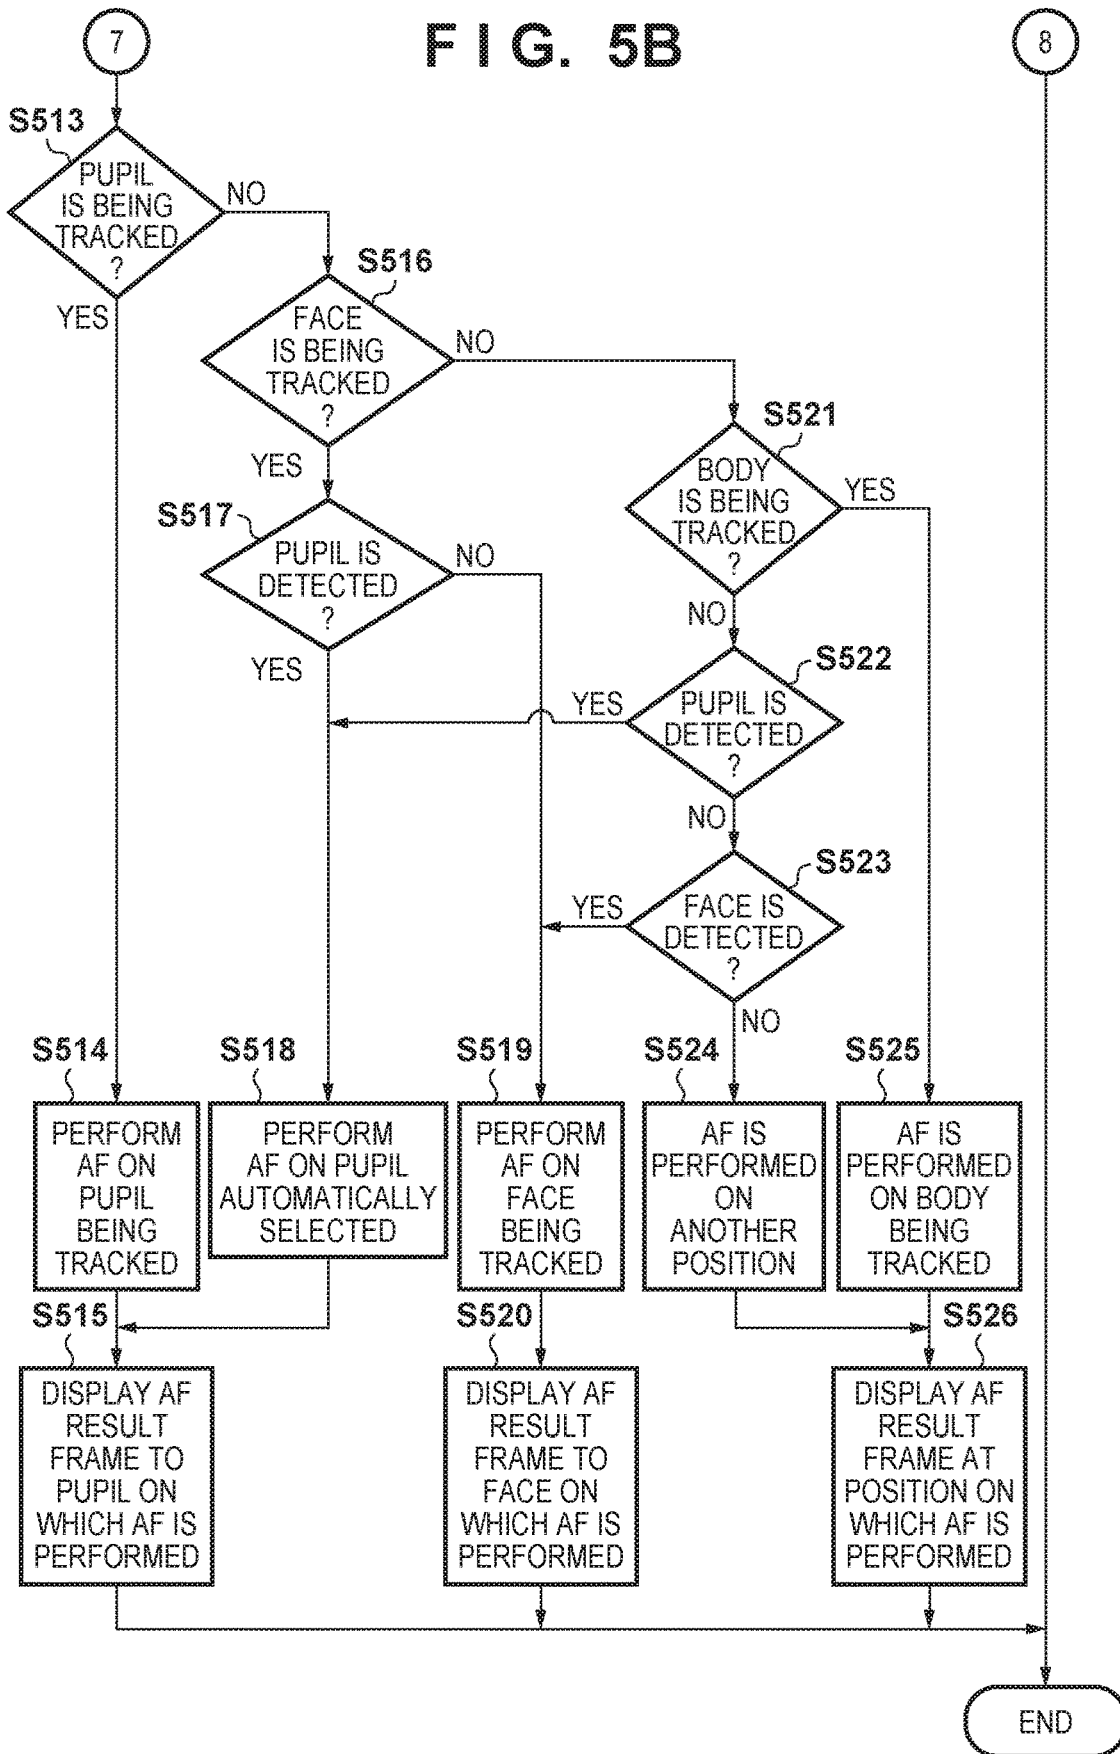 7
F I G. 5B
8
S513
PUPIL
IS BEING
TRACKED
?
NO
YES
S516
FACE
IS BEING
TRACKED
?
NO
YES
S521
BODY
IS BEING
TRACKED
?
YES
NO
S517
PUPIL IS
DETECTED
?
NO
YES
S522
PUPIL IS
DETECTED
?
YES
NO
S523
FACE IS
DETECTED
?
YES
NO
S514
PERFORM
AF ON
PUPIL
BEING
TRACKED
S518
PERFORM
AF ON PUPIL
AUTOMATICALLY
SELECTED
S519
PERFORM
AF ON
FACE
BEING
TRACKED
S524
AF IS
PERFORMED
ON
ANOTHER
POSITION
S525
AF IS
PERFORMED
ON BODY
BEING
TRACKED
S515
DISPLAY AF
RESULT
FRAME TO
PUPIL ON
WHICH AF IS
PERFORMED
S520
DISPLAY AF
RESULT
FRAME TO
FACE ON
WHICH AF IS
PERFORMED
S526
DISPLAY AF
RESULT
FRAME AT
POSITION ON
WHICH AF IS
PERFORMED
END